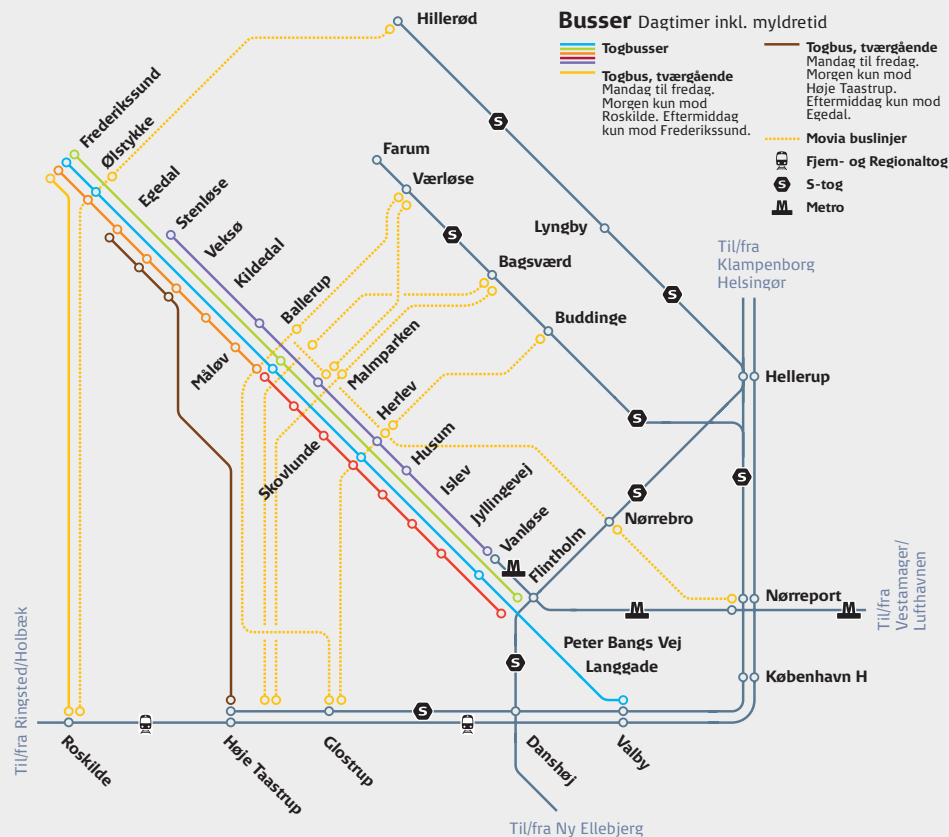 Busser Dagtimer inkl. myldretid
Togbusser
Togbus, tværgående
Mandag til fredag.
Morgen kun mod
Roskilde. Eftermiddag
kun mod Frederikssund.
Togbus, tværgående
Mandag til fredag.
Morgen kun mod
Høje Taastrup.
Eftermiddag kun mod
Egedal.
Movia buslinjer
Fjern- og Regionaltog
S S-tog
M Metro
Hillerød
Frederikssund
Ølstykke
Egedal
Stenløse
Veksø
Kildedal
Ballerup
Malmparken
Herlev
Husum
Islev
Jyllingevej
Vanløse
Flintholm
Måløv
Skovlunde
Farum
Værløse
Bagsværd
Buddinge
Lyngby
Til/fra
Klampenborg
Helsingør
Hellerup
Nørrebro
Nørreport
Til/fra
Vestamager/
Lufthavnen
Peter Bangs Vej
Langgade
København H
Til/fra Ringsted/Holbæk
Roskilde
Høje Taastrup
Glostrup
Danshøj
Valby
Til/fra Ny Ellebjerg
S
S
S
S
S
S
S
S
M
M
M